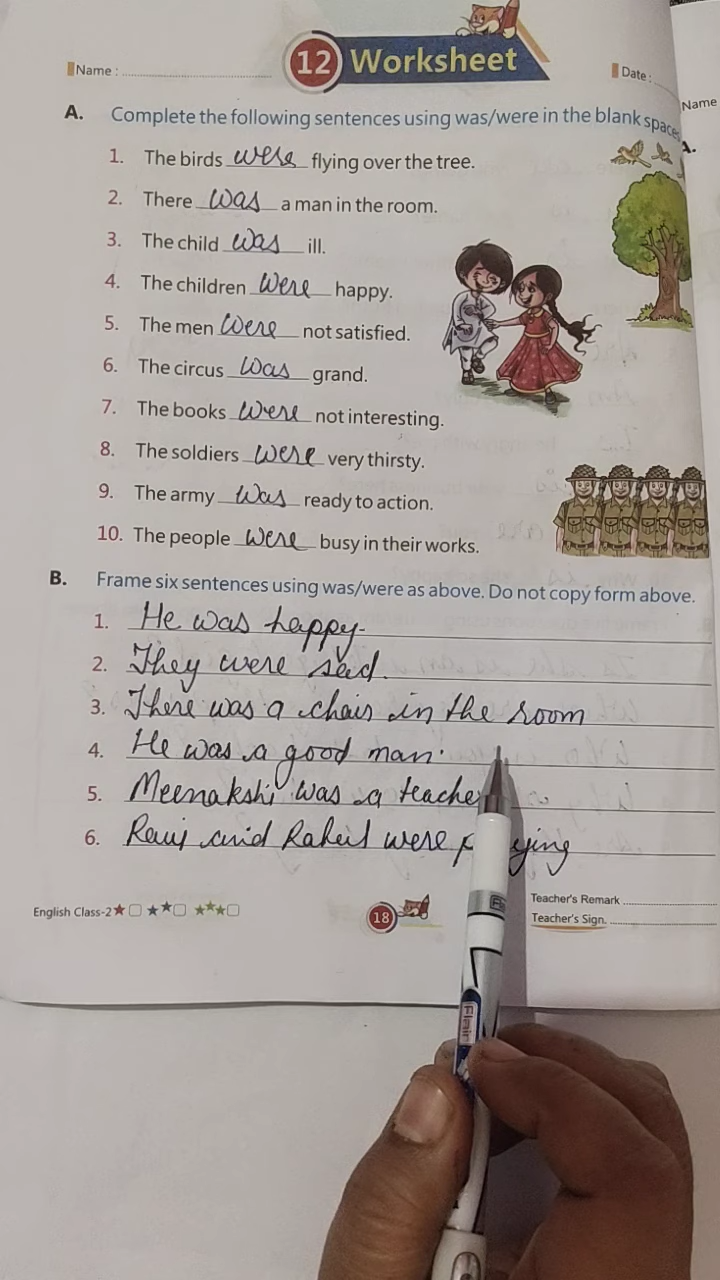 12 Worksheet
Name :
Date :
Name
A. Complete the following sentences using was/were in the blank spaces
A.
1. The birds were flying over the tree.
2. There was a man in the room.
3. The child was ill.
4. The children were happy.
5. The men were not satisfied.
6. The circus was grand.
7. The books were not interesting.
8. The soldiers were very thirsty.
9. The army was ready to action.
10. The people were busy in their works.
B. Frame six sentences using was/were as above. Do not copy form above.
1. He was happy.
2. They were sad.
3. There was a chair in the room
4. He was a good man.
5. Meenakshi was a
6. and were
English Class-2
18
Teacher's Remark
Teacher's Sign.
Flair